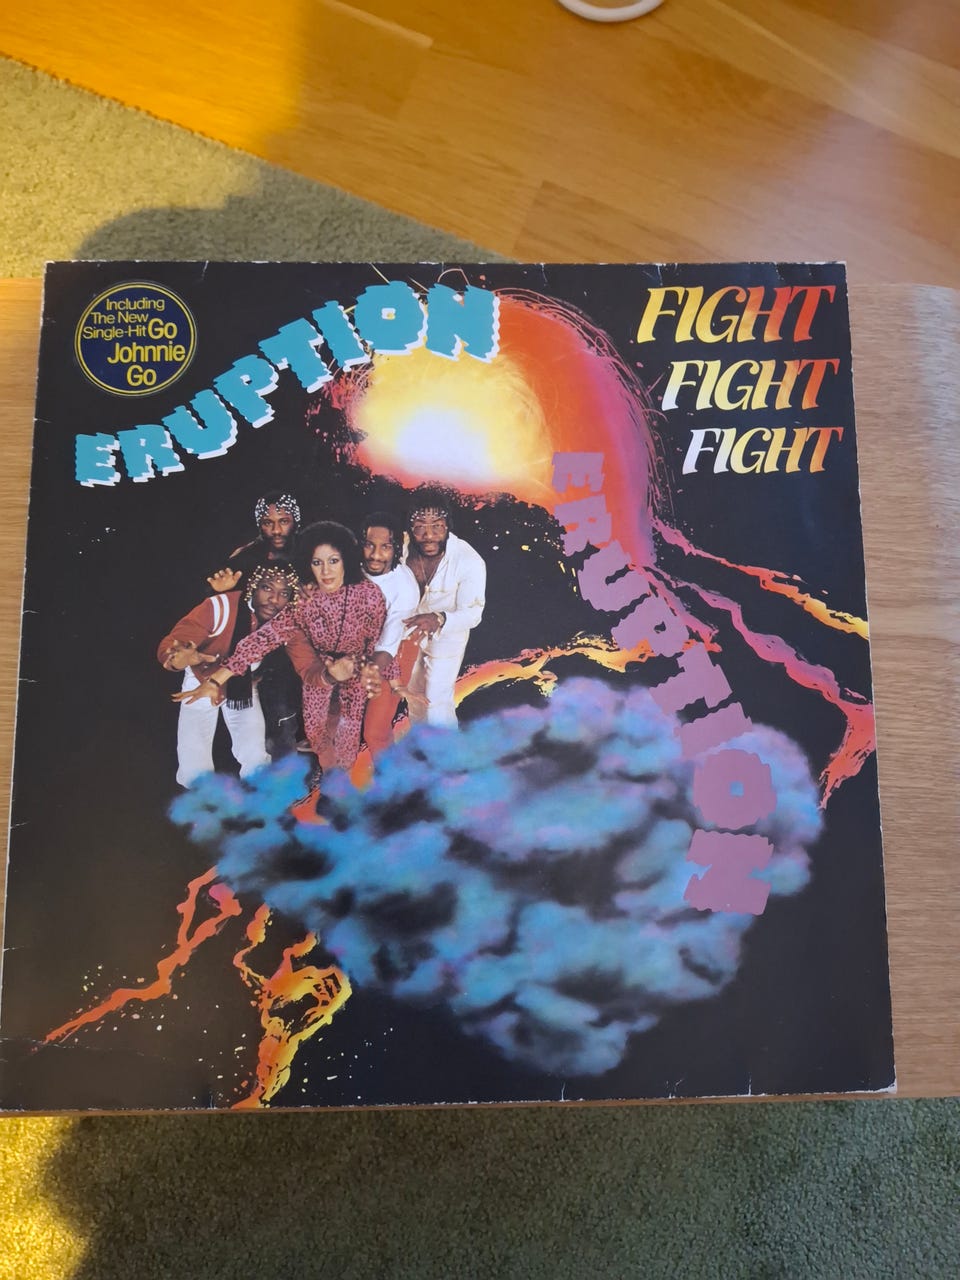 Including
The New
Single-Hit Go
Johnnie
Go
ERUPTION
FIGHT
FIGHT
FIGHT
ERUPTION